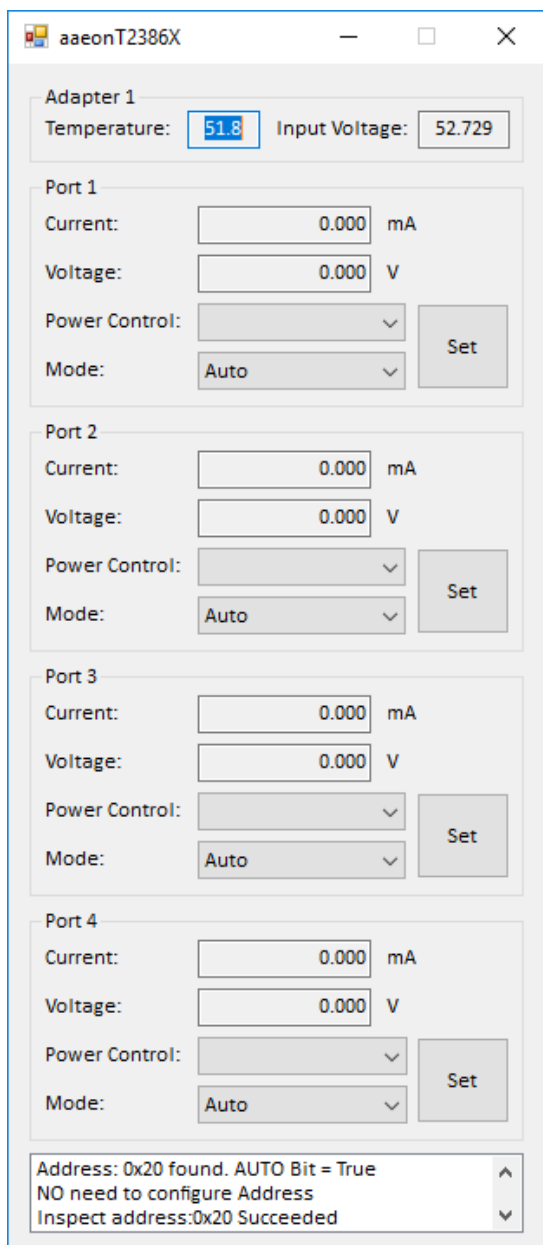 aaeonT2386X
Adapter 1
Temperature: 51.8 Input Voltage: 52.729
Port 1
Current: 0.000 mA
Voltage: 0.000 V
Power Control:
Set
Mode: Auto
Port 2
Current: 0.000 mA
Voltage: 0.000 V
Power Control:
Set
Mode: Auto
Port 3
Current: 0.000 mA
Voltage: 0.000 V
Power Control:
Set
Mode: Auto
Port 4
Current: 0.000 mA
Voltage: 0.000 V
Power Control:
Set
Mode: Auto
Address: 0x20 found. AUTO Bit = True
NO need to configure Address
Inspect address:0x20 Succeeded